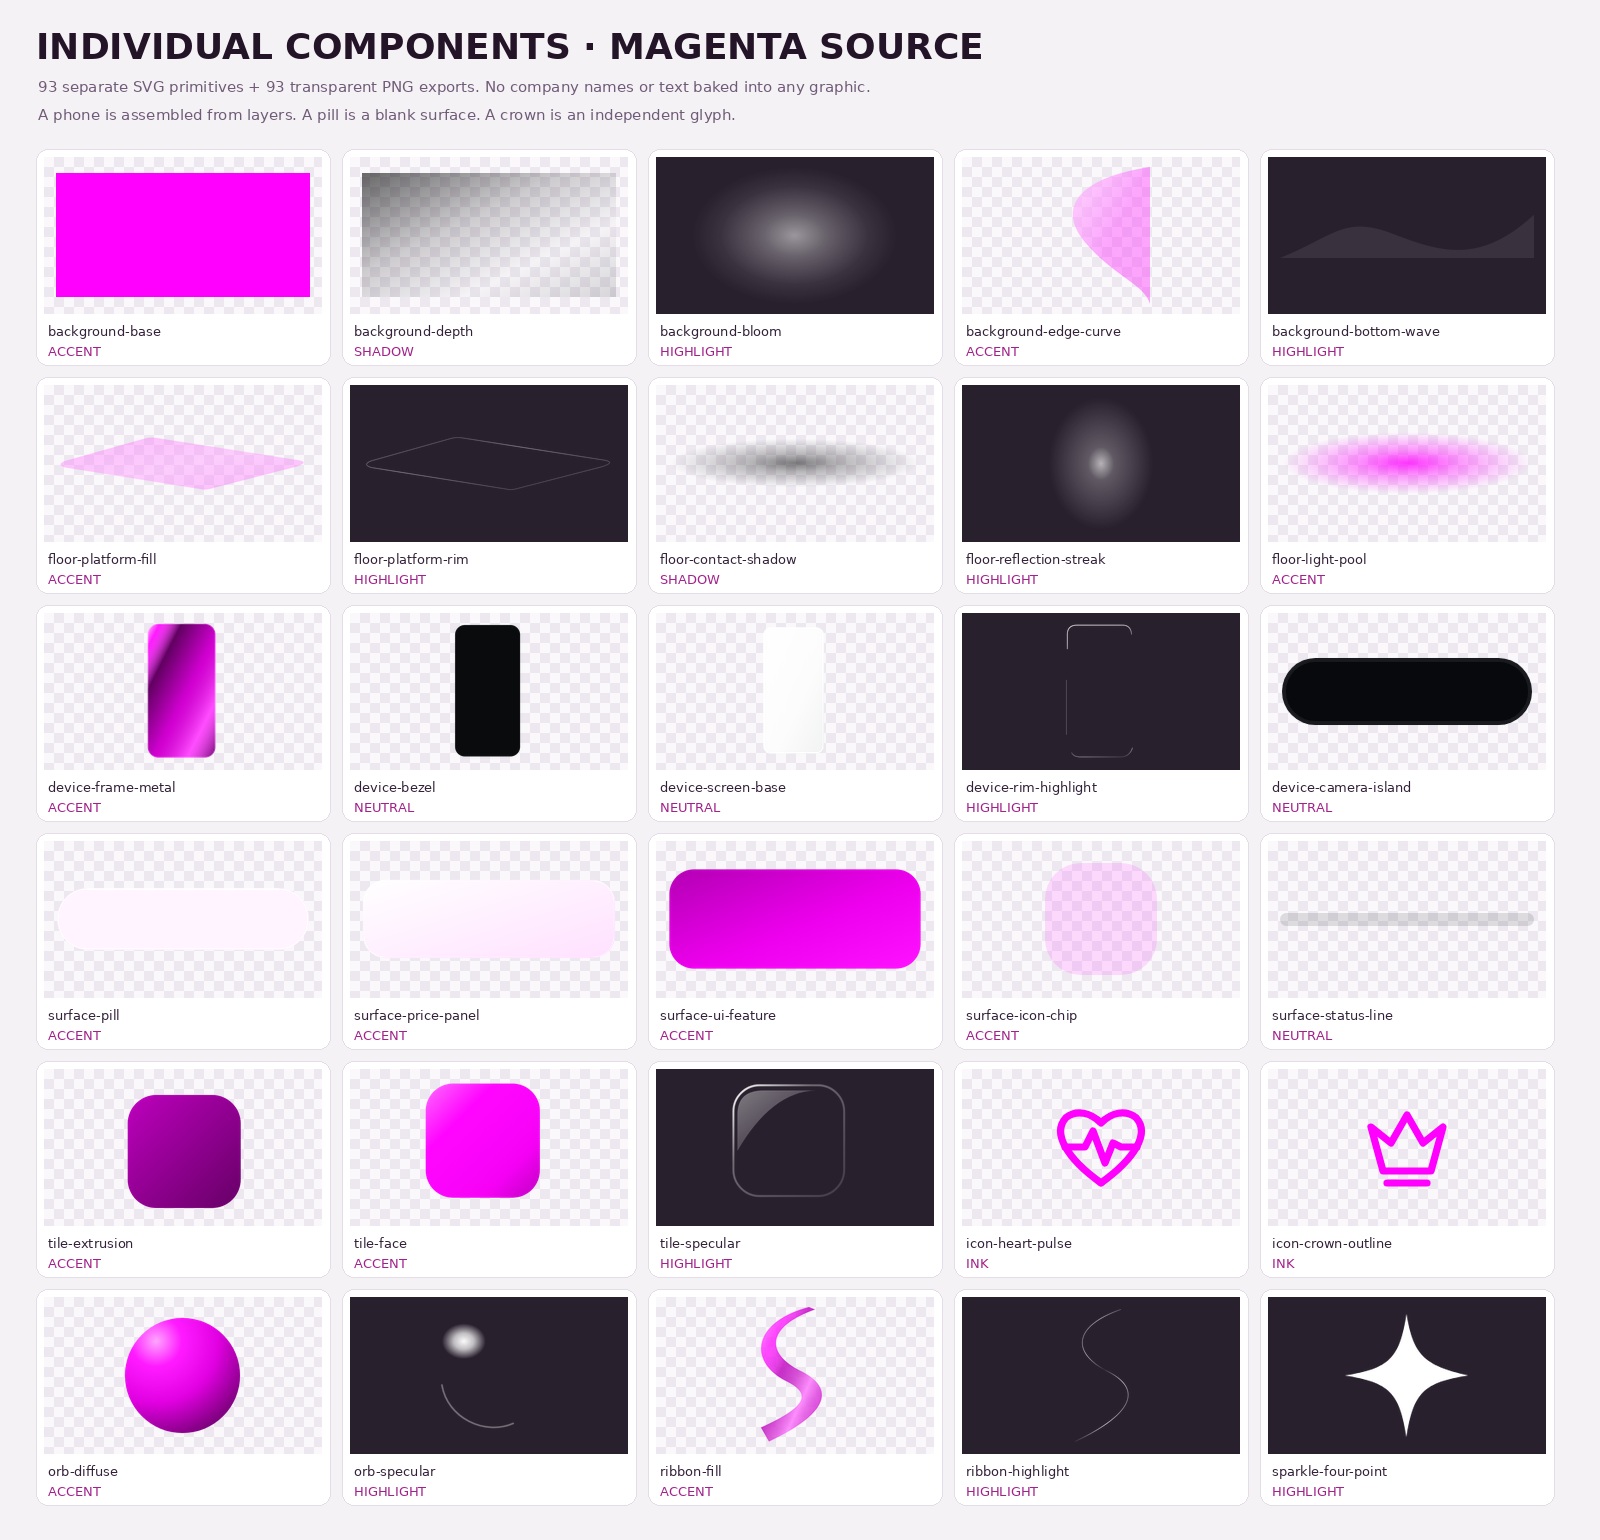 INDIVIDUAL COMPONENTS · MAGENTA SOURCE
93 separate SVG primitives + 93 transparent PNG exports. No company names or text baked into any graphic.
A phone is assembled from layers. A pill is a blank surface. A crown is an independent glyph.
background-base
ACCENT
background-depth
SHADOW
background-bloom
HIGHLIGHT
background-edge-curve
ACCENT
background-bottom-wave
HIGHLIGHT
floor-platform-fill
ACCENT
floor-platform-rim
HIGHLIGHT
floor-contact-shadow
SHADOW
floor-reflection-streak
HIGHLIGHT
floor-light-pool
ACCENT
device-frame-metal
ACCENT
device-bezel
NEUTRAL
device-screen-base
NEUTRAL
device-rim-highlight
HIGHLIGHT
device-camera-island
NEUTRAL
surface-pill
ACCENT
surface-price-panel
ACCENT
surface-ui-feature
ACCENT
surface-icon-chip
ACCENT
surface-status-line
NEUTRAL
tile-extrusion
ACCENT
tile-face
ACCENT
tile-specular
HIGHLIGHT
icon-heart-pulse
INK
icon-crown-outline
INK
orb-diffuse
ACCENT
orb-specular
HIGHLIGHT
ribbon-fill
ACCENT
ribbon-highlight
HIGHLIGHT
sparkle-four-point
HIGHLIGHT